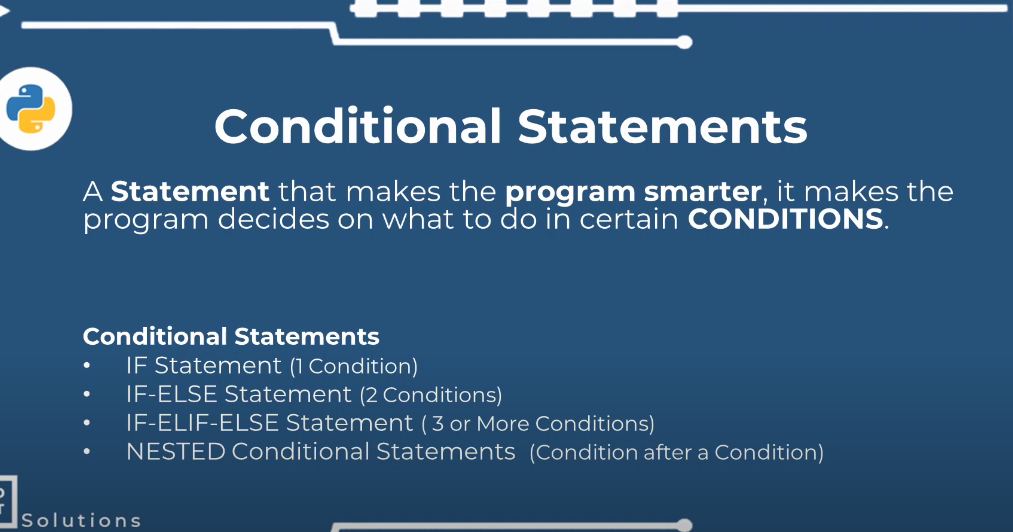 Conditional Statements
A Statement that makes the program smarter, it makes the
program decides on what to do in certain CONDITIONS.
Conditional Statements
• IF Statement (1 Condition)
• IF-ELSE Statement (2 Conditions)
• IF-ELIF-ELSE Statement ( 3 or More Conditions)
• NESTED Conditional Statements (Condition after a Condition)
Solutions